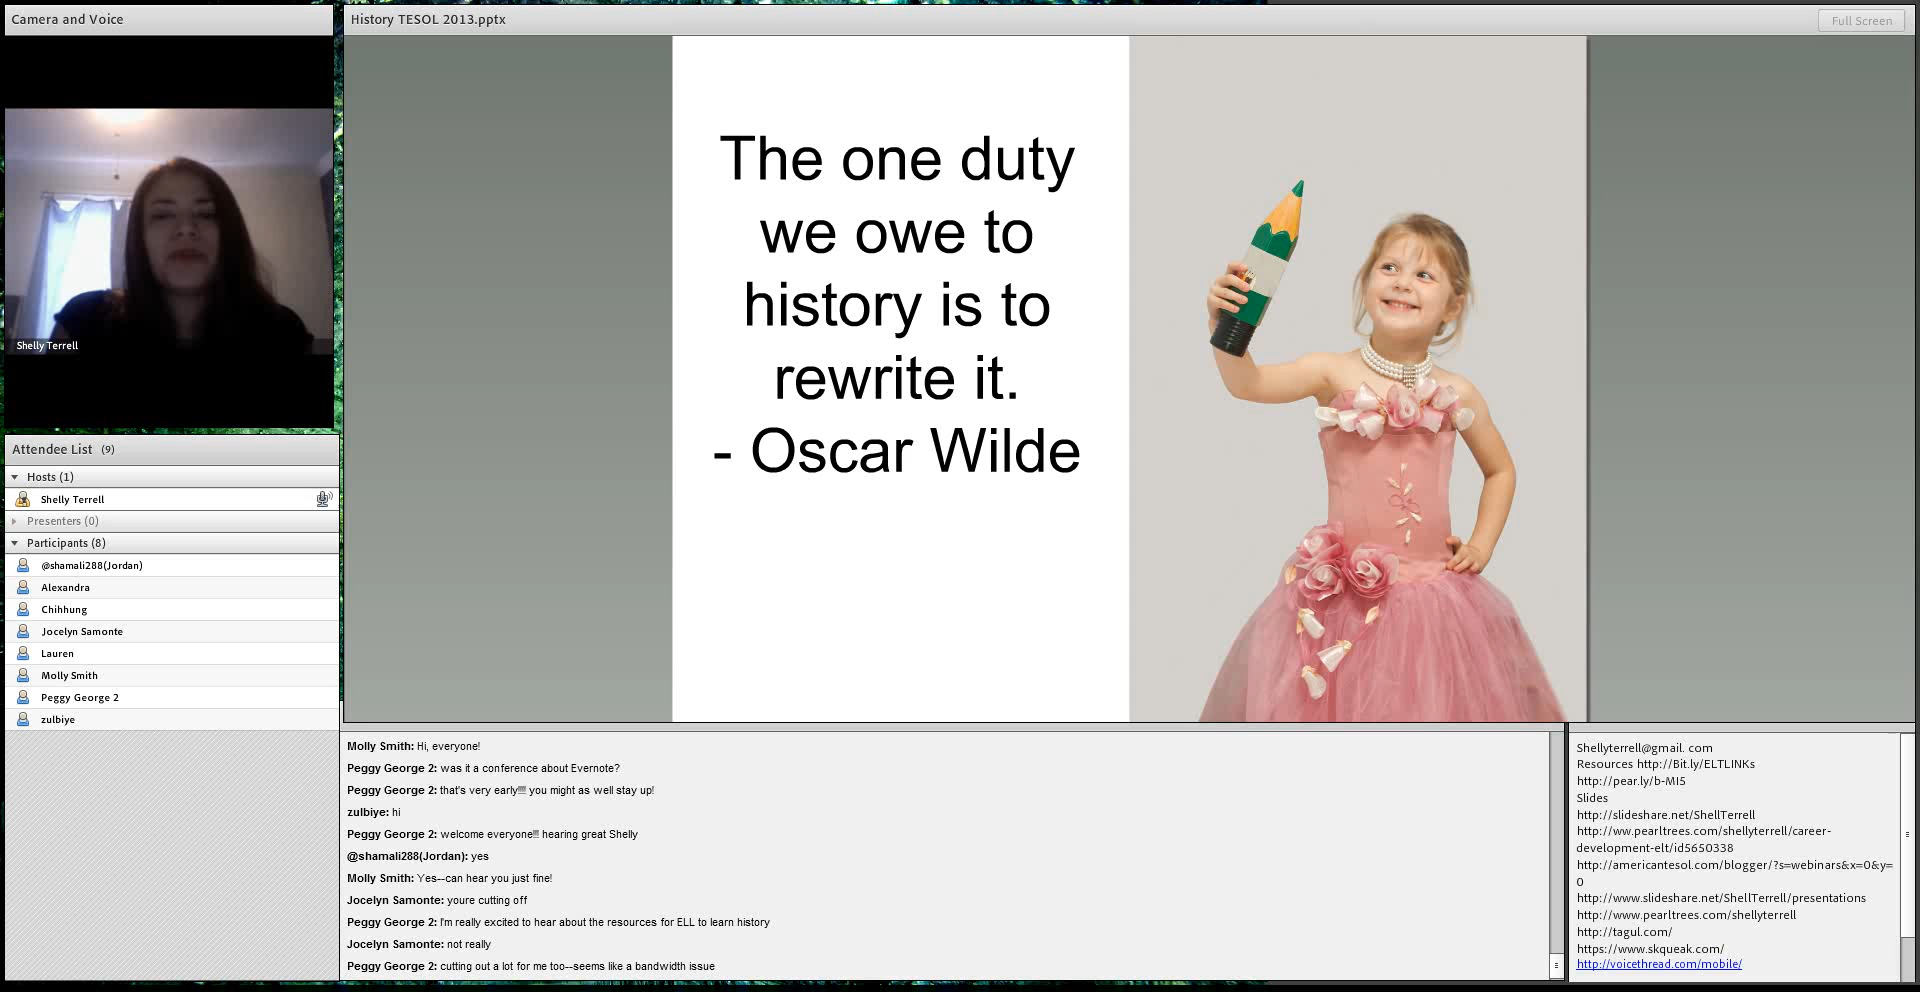 Camera and Voice
Shelly Terrell
Attendee List (9)
Hosts (1)
Shelly Terrell
Presenters (0)
Participants (8)
@shamali288(Jordan)
Alexandra
Chihhung
Jocelyn Samonte
Lauren
Molly Smith
Peggy George 2
zulbiye
History TESOL 2013.pptx
Full Screen
The one duty
we owe to
history is to
rewrite it.
- Oscar Wilde
Molly Smith: Hi, everyone!
Peggy George 2: was it a conference about Evernote?
Peggy George 2: that's very early!!!! you might as well stay up!
zulbiye: hi
Peggy George 2: welcome everyone!!! hearing great Shelly
@shamali288(Jordan): yes
Molly Smith: Yes--can hear you just fine!
Jocelyn Samonte: youre cutting off
Peggy George 2: I'm really excited to hear about the resources for ELL to learn history
Jocelyn Samonte: not really
Peggy George 2: cutting out a lot for me too--seems like a bandwidth issue
Shellyterrell@gmail. com
Resources http://Bit.ly/ELTLINKs
http://pear.ly/b-MI5
Slides
http://slideshare.net/ShellTerrell
http://ww.pearltrees.com/shellyterrell/career-
development-elt/id5650338
http://americantesol.com/blogger/?s=webinars&x=0&y=
0
http://www.slideshare.net/ShellTerrell/presentations
http://www.pearltrees.com/shellyterrell
http://tagul.com/
https://www.skqueak.com/
http://voicethread.com/mobile/